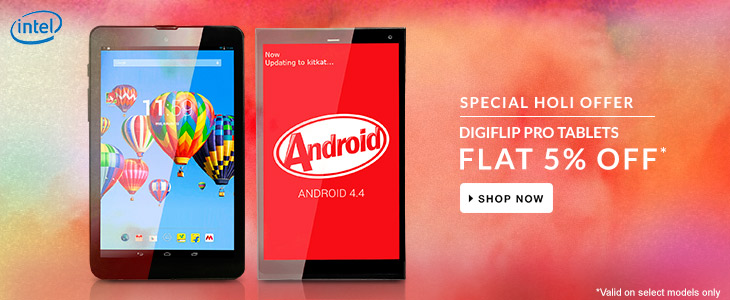 intel
11:59
Now
Updating to kitkat...
Android
ANDROID 4.4
SPECIAL HOLI OFFER
DIGIFLIP PRO TABLETS
FLAT 5% OFF*
SHOP NOW
*Valid on select models only